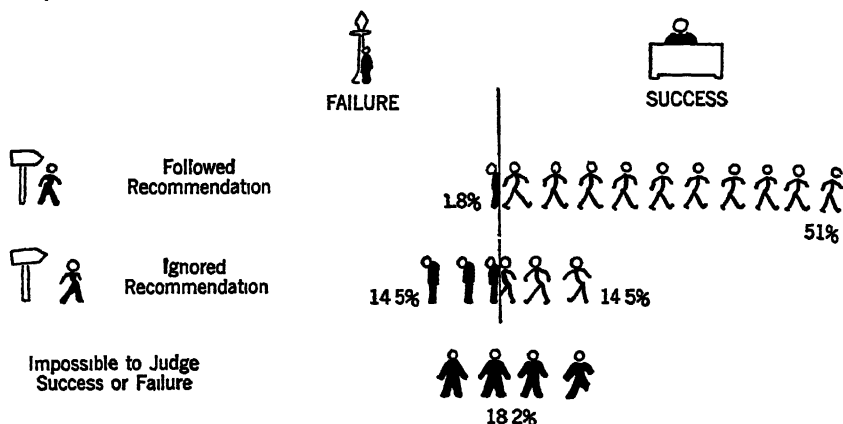 FAILURE
SUCCESS
Followed
Recommendation
1.8%
51%
Ignored
Recommendation
14 5%
14 5%
Impossible to Judge
Success or Failure
18 2%